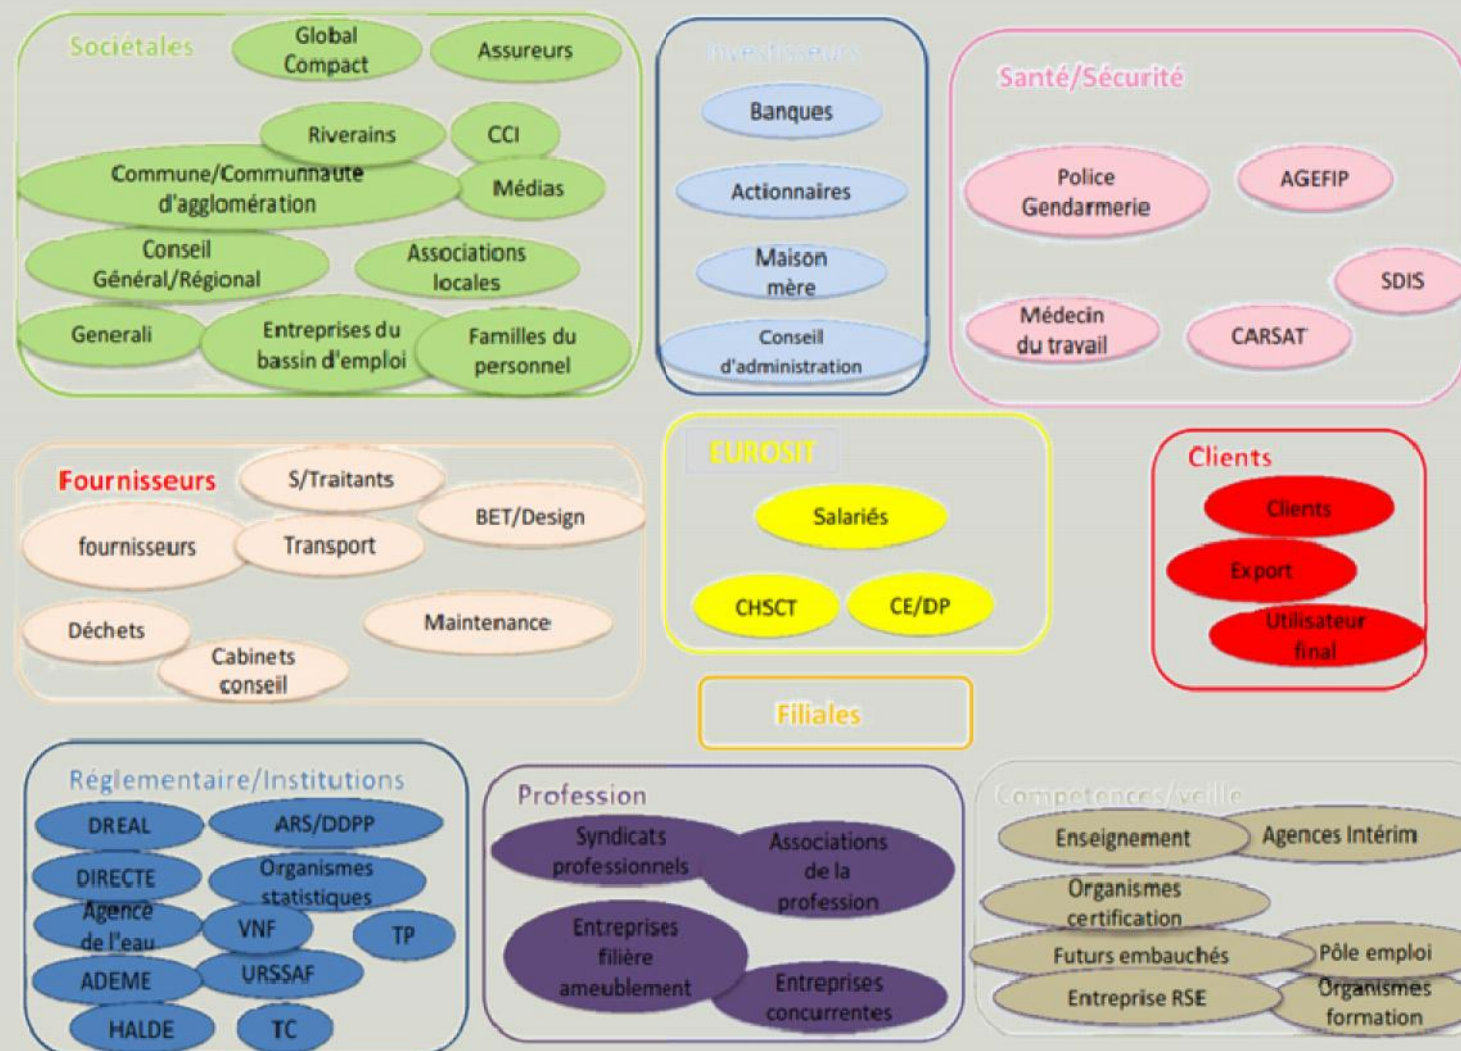 Sociétales
Global
Compact
Assureurs
Riverains
CCI
Commune/Communnaute
d'agglomération
Médias
Conseil
Général/Régional
Associations
locales
Generali
Entreprises du
bassin d'emploi
Familles du
personnel
Investisseurs
Banques
Actionnaires
Maison
mère
Conseil
d'administration
Santé/Sécurité
Police
Gendarmerie
AGEFIP
SDIS
Médecin
du travail
CARSAT
Fournisseurs
S/Traitants
BET/Design
fournisseurs
Transport
Déchets
Maintenance
Cabinets
conseil
EUROSIT
Salariés
CHSCT
CE/DP
Clients
Clients
Export
Utilisateur
final
Filiales
Réglementaire/Institutions
DREAL
ARS/DDPP
DIRECTE
Organismes
statistiques
Agence
de l'eau
VNF
TP
ADEME
URSSAF
HALDE
TC
Profession
Syndicats
professionnels
Associations
de la
profession
Entreprises
filière
ameublement
Entreprises
concurrentes
Compétences/veille
Enseignement
Agences Intérim
Organismes
certification
Futurs embauchés
Pôle emploi
Entreprise RSE
Organismes
formation